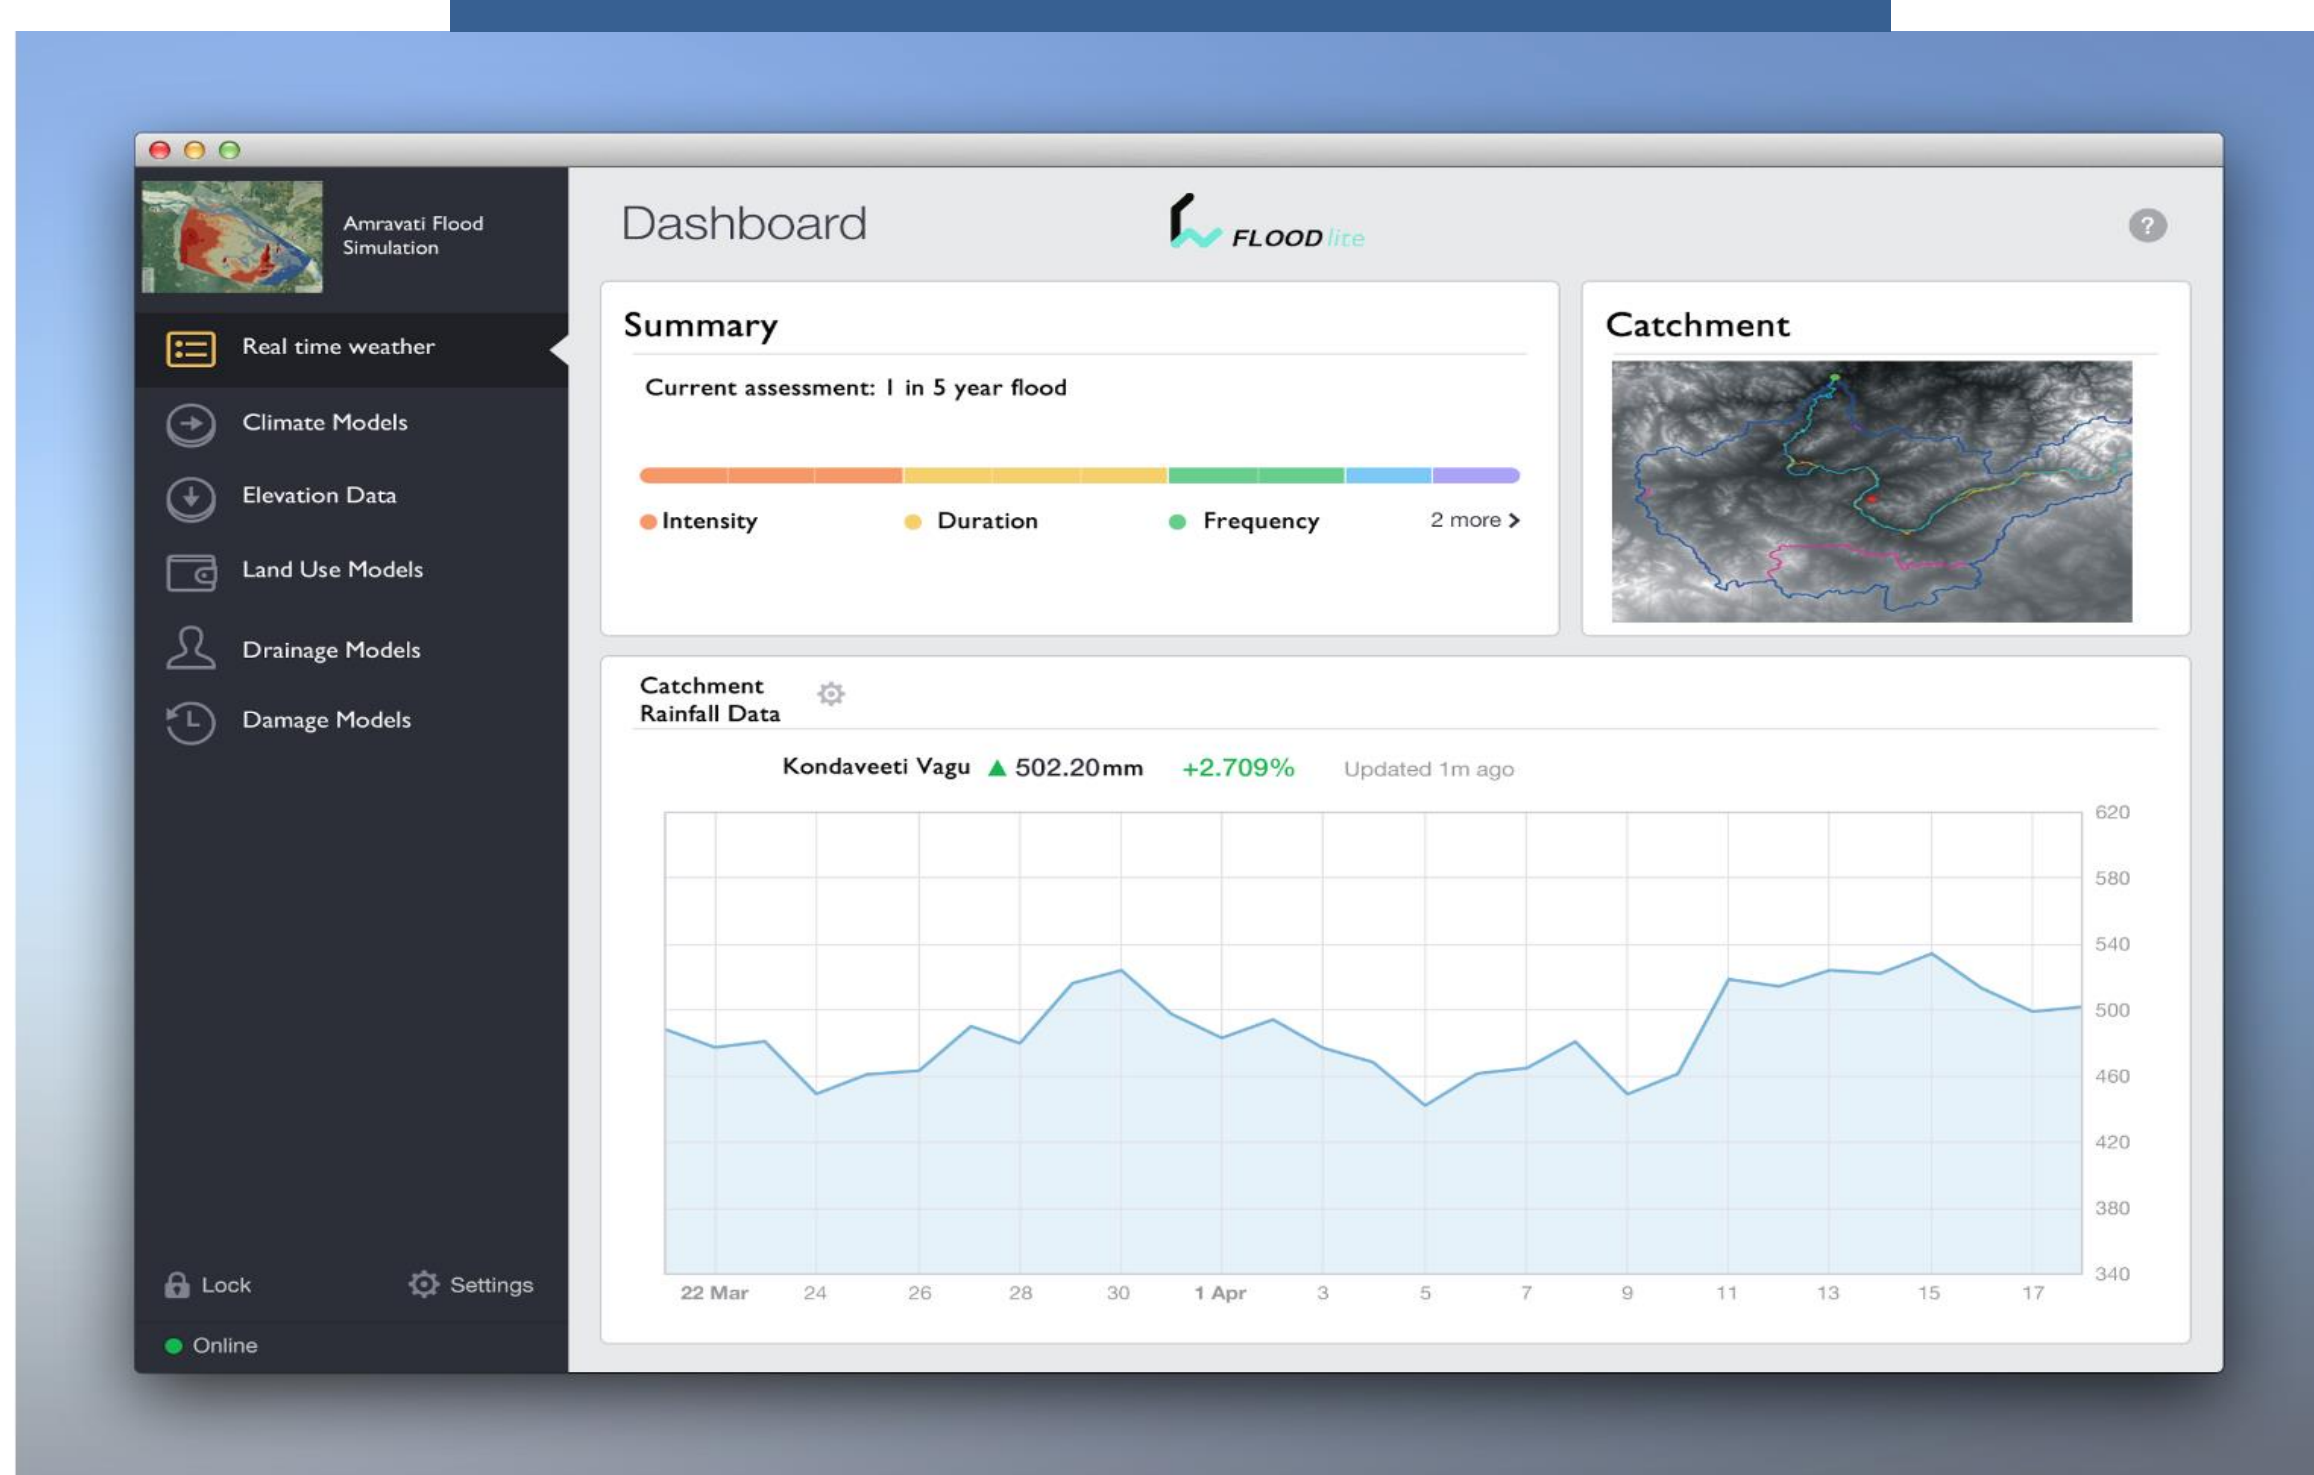 Amravati Flood
Simulation
Real time weather
Climate Models
Elevation Data
Land Use Models
Drainage Models
Damage Models
Lock
Settings
Online
Dashboard
FLOOD lite
?
Summary
Current assessment: 1 in 5 year flood
Intensity
Duration
Frequency
2 more >
Catchment
Catchment
Rainfall Data
Kondaveeti Vagu ▲ 502.20mm +2.709% Updated 1m ago
620
580
540
500
460
420
380
340
22 Mar 24 26 28 30 1 Apr 3 5 7 9 11 13 15 17